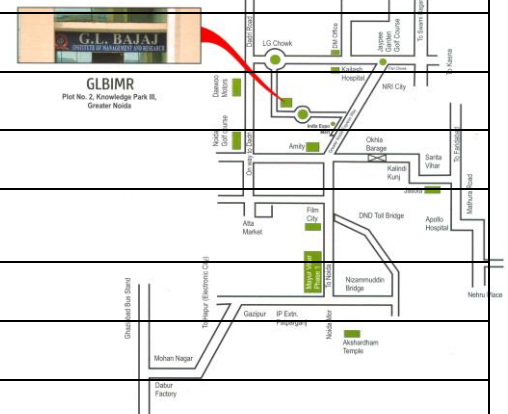 G.L. BAJAJ
INSTITUTE OF MANAGEMENT AND RESEARCH
GLBIMR
Plot No. 2, Knowledge Park III,
Greater Noida
Dadri Road
LG Chowk
DM Office
Jaypee
Garden
Golf Course
To Kasna
Kailash
Hospital
NRI City
Daewoo
Motors
Noida
Golf course
On way to Dadri
India Expo
Mart
Amity
Okhla
Barage
Kalindi
Kunj
Sarita
Vihar
To Faridabad
Mathura Road
Apollo
Hospital
Nehru Place
Atta
Market
Film
City
DND Toll Bridge
Mayur Vihar
Phase 1
To Noida
Nizammuddin
Bridge
Ghaziabad Bus Stand
To Hapur (Electronic City)
Gazipur
IP Extn.
Patparganj
Noida Mor
Akshardham
Temple
Mohan Nagar
Dabur
Factory